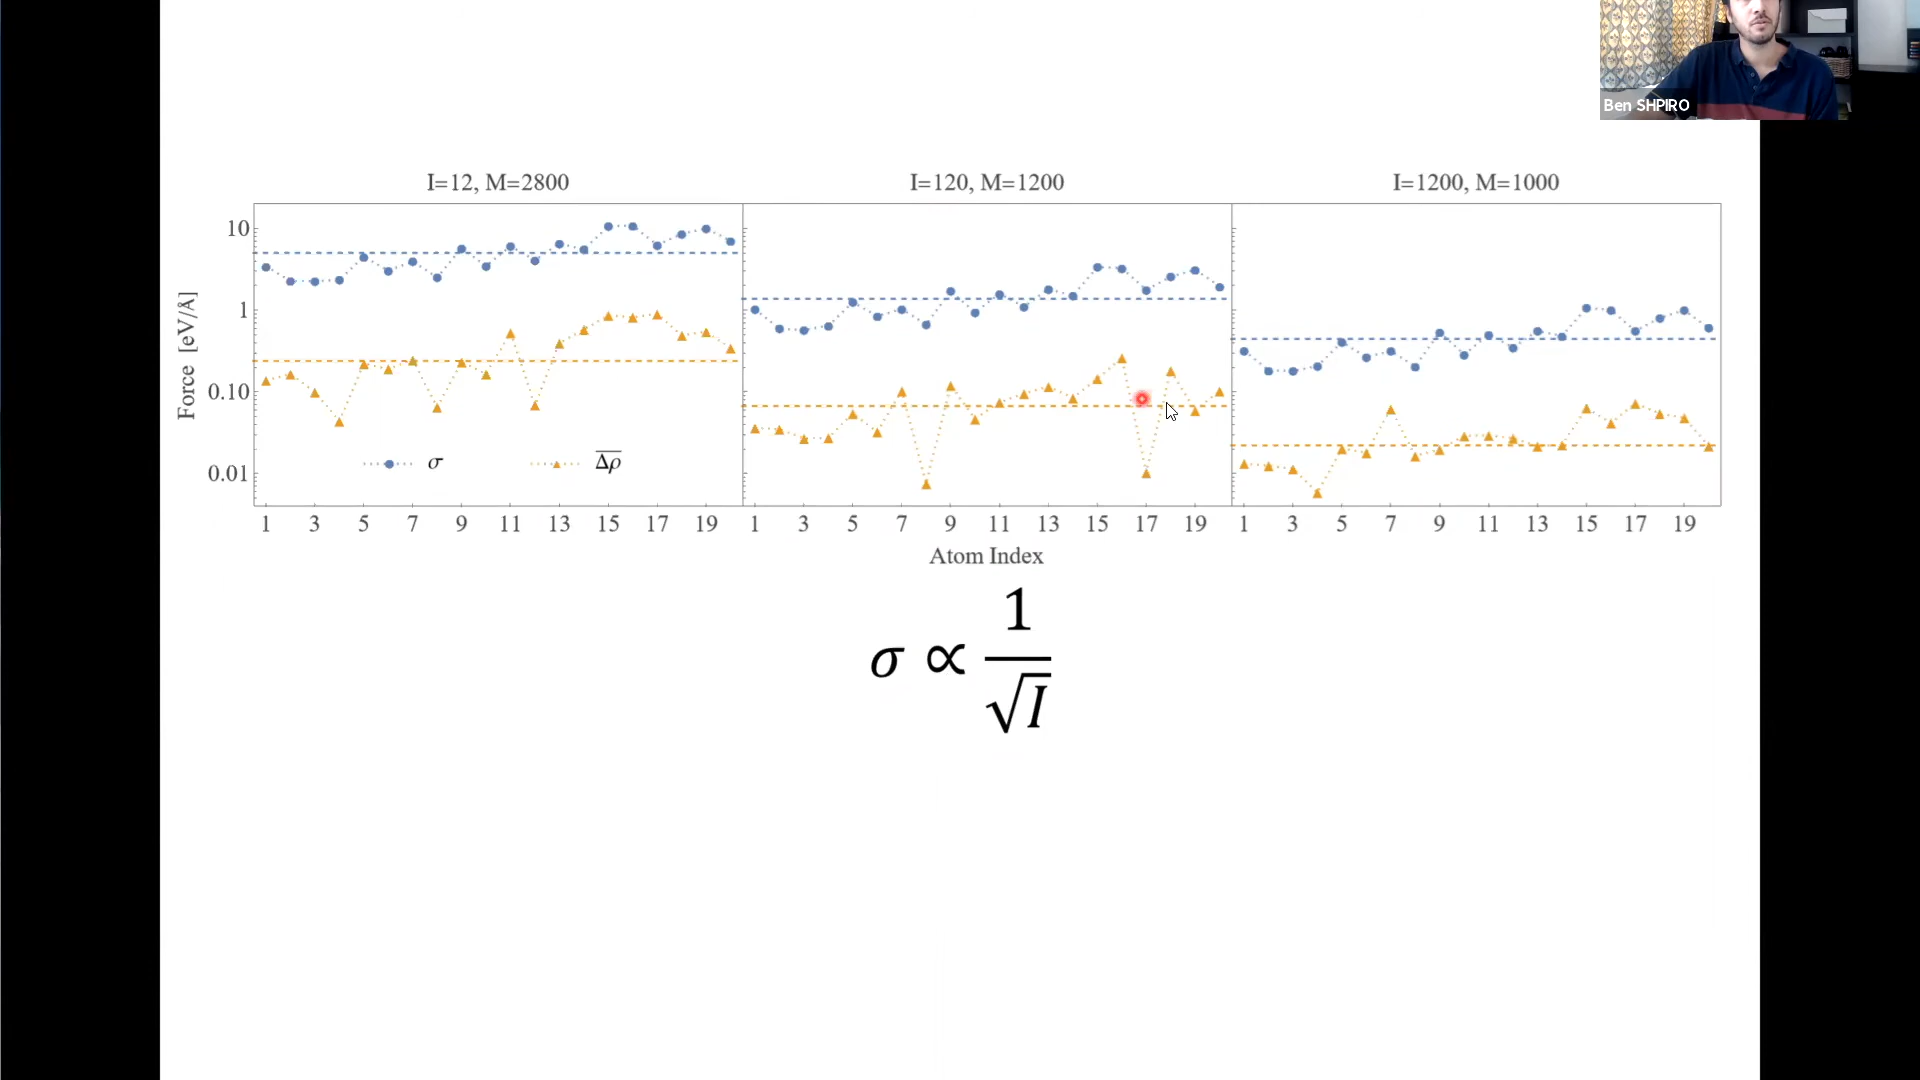 Ben SHPIRO
I=12, M=2800
I=120, M=1200
I=1200, M=1000
Force [eV/Å]
10
1
0.10
0.01
σ
Δρ̅
1 3 5 7 9 11 13 15 17 19
1 3 5 7 9 11 13 15 17 19
1 3 5 7 9 11 13 15 17 19
Atom Index
σ ∝ 1/√I